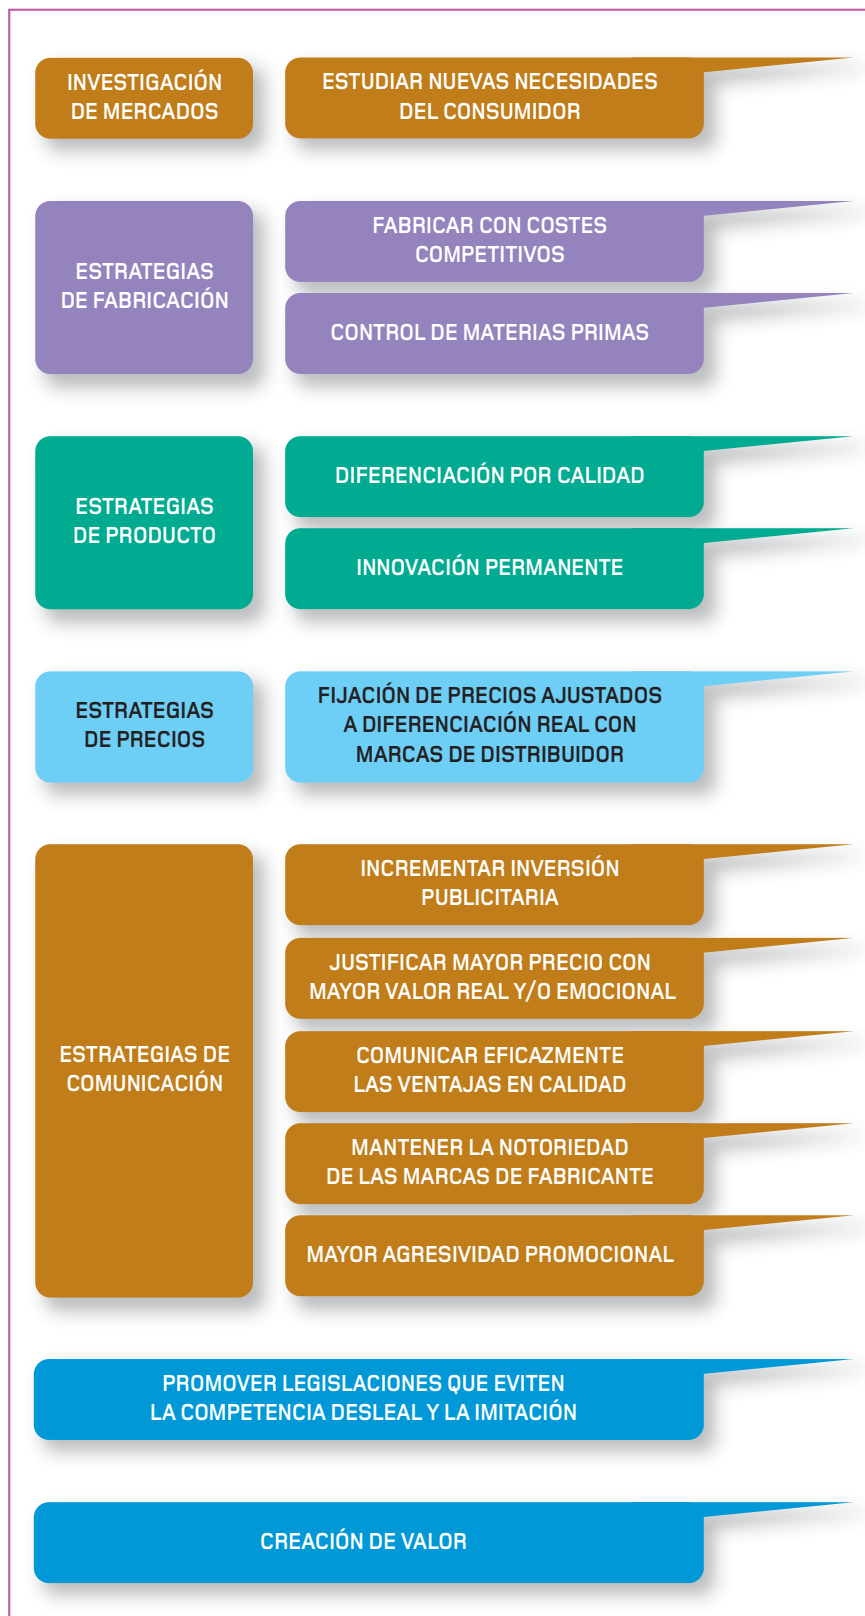 INVESTIGACIÓN
DE MERCADOS
ESTUDIAR NUEVAS NECESIDADES
DEL CONSUMIDOR
ESTRATEGIAS
DE FABRICACIÓN
FABRICAR CON COSTES
COMPETITIVOS
CONTROL DE MATERIAS PRIMAS
ESTRATEGIAS
DE PRODUCTO
DIFERENCIACIÓN POR CALIDAD
INNOVACIÓN PERMANENTE
ESTRATEGIAS
DE PRECIOS
FIJACIÓN DE PRECIOS AJUSTADOS
A DIFERENCIACIÓN REAL CON
MARCAS DE DISTRIBUIDOR
ESTRATEGIAS DE
COMUNICACIÓN
INCREMENTAR INVERSIÓN
PUBLICITARIA
JUSTIFICAR MAYOR PRECIO CON
MAYOR VALOR REAL Y/O EMOCIONAL
COMUNICAR EFICAZMENTE
LAS VENTAJAS EN CALIDAD
MANTENER LA NOTORIEDAD
DE LAS MARCAS DE FABRICANTE
MAYOR AGRESIVIDAD PROMOCIONAL
PROMOVER LEGISLACIONES QUE EVITEN
LA COMPETENCIA DESLEAL Y LA IMITACIÓN
CREACIÓN DE VALOR